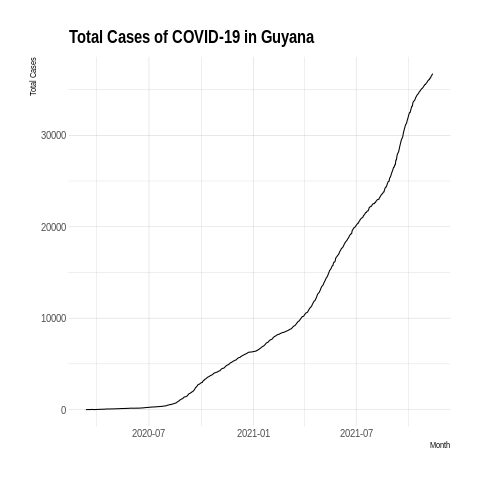 Total Cases of COVID-19 in Guyana
Total Cases
30000
20000
10000
0
2020-07 2021-01 2021-07
Month